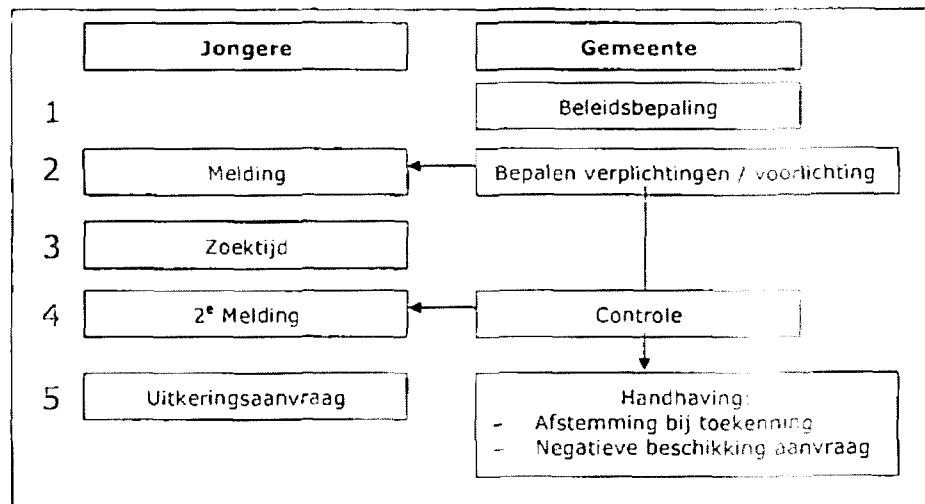 Jongere Gemeente
1 Beleidsbepaling
2 Melding Bepalen verplichtingen / voorlichting
3 Zoektijd
4 2e Melding Controle
5 Uitkeringsaanvraag Handhaving:
- Afstemming bij toekenning
- Negatieve beschikking aanvraag